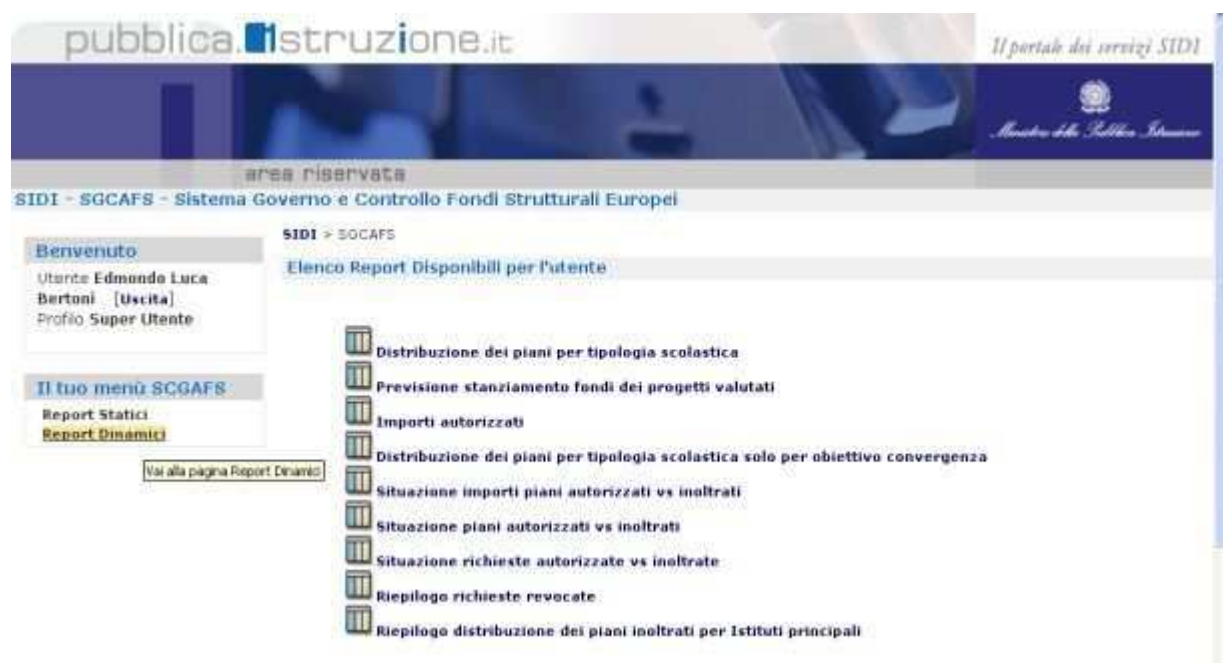 pubblica.istruzione.it
Il portale dei servizi SIDI
Ministero della Pubblica Istruzione
area riservata
SIDI - SGCAFS - Sistema Governo e Controllo Fondi Strutturali Europei
SIDI > SGCAFS
Benvenuto
Utente Edmondo Luca
Bertoni [Uscita]
Profilo Super Utente
Il tuo menù SCGAFS
Report Statici
Report Dinamici
Vai alla pagina Report Dinamici
Elenco Report Disponibili per l'utente
Distribuzione dei piani per tipologia scolastica
Previsione stanziamento fondi dei progetti valutati
Importi autorizzati
Distribuzione dei piani per tipologia scolastica solo per obiettivo convergenza
Situazione importi piani autorizzati vs inoltrati
Situazione piani autorizzati vs inoltrati
Situazione richieste autorizzate vs inoltrate
Riepilogo richieste revocate
Riepilogo distribuzione dei piani inoltrati per Istituti principali